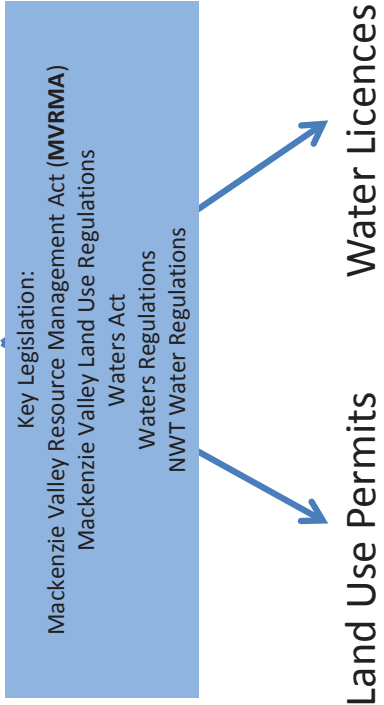 Key Legislation:
Mackenzie Valley Resource Management Act (MVRMA)
Mackenzie Valley Land Use Regulations
Waters Act
Waters Regulations
NWT Water Regulations
Land Use Permits
Water Licences